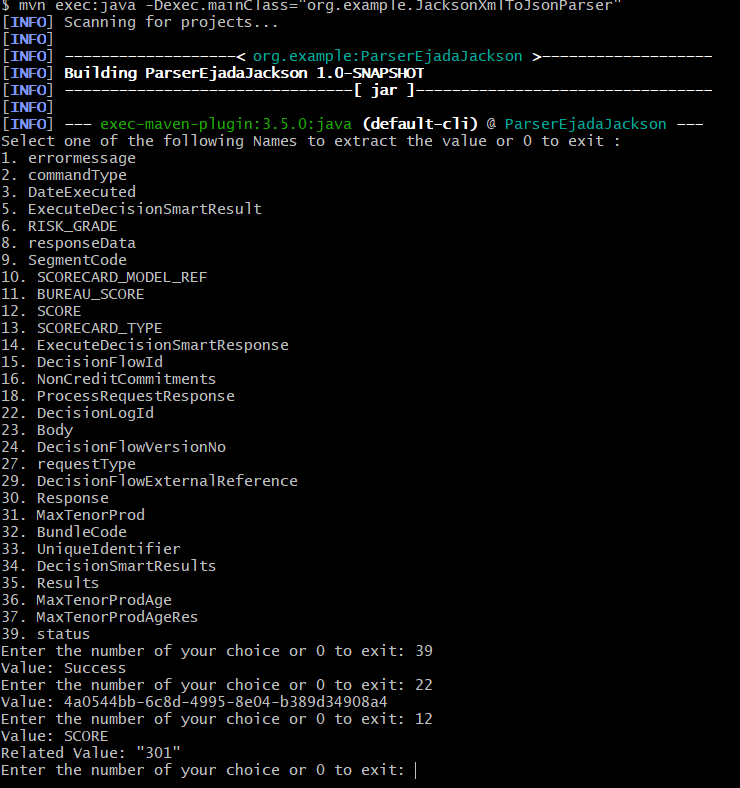 $ mvn exec:java -Dexec.mainClass="org.example.JacksonXmlToJsonParser"
[INFO] Scanning for projects...
[INFO]
[INFO] -------------------< org.example:ParserEjadaJackson >-------------------
[INFO] Building ParserEjadaJackson 1.0-SNAPSHOT
[INFO] --------------------------------[ jar ]---------------------------------
[INFO]
[INFO] --- exec-maven-plugin:3.5.0:java (default-cli) @ ParserEjadaJackson ---
Select one of the following Names to extract the value or 0 to exit :
1. errormessage
2. commandType
3. DateExecuted
5. ExecuteDecisionSmartResult
6. RISK_GRADE
8. responseData
9. SegmentCode
10. SCORECARD_MODEL_REF
11. BUREAU_SCORE
12. SCORE
13. SCORECARD_TYPE
14. ExecuteDecisionSmartResponse
15. DecisionFlowId
16. NonCreditCommitments
18. ProcessRequestResponse
22. DecisionLogId
23. Body
24. DecisionFlowVersionNo
27. requestType
29. DecisionFlowExternalReference
30. Response
31. MaxTenorProd
32. BundleCode
33. UniqueIdentifier
34. DecisionSmartResults
35. Results
36. MaxTenorProdAge
37. MaxTenorProdAgeRes
39. status
Enter the number of your choice or 0 to exit: 39
Value: Success
Enter the number of your choice or 0 to exit: 22
Value: 4a0544bb-6c8d-4995-8e04-b389d34908a4
Enter the number of your choice or 0 to exit: 12
Value: SCORE
Related Value: "301"
Enter the number of your choice or 0 to exit: